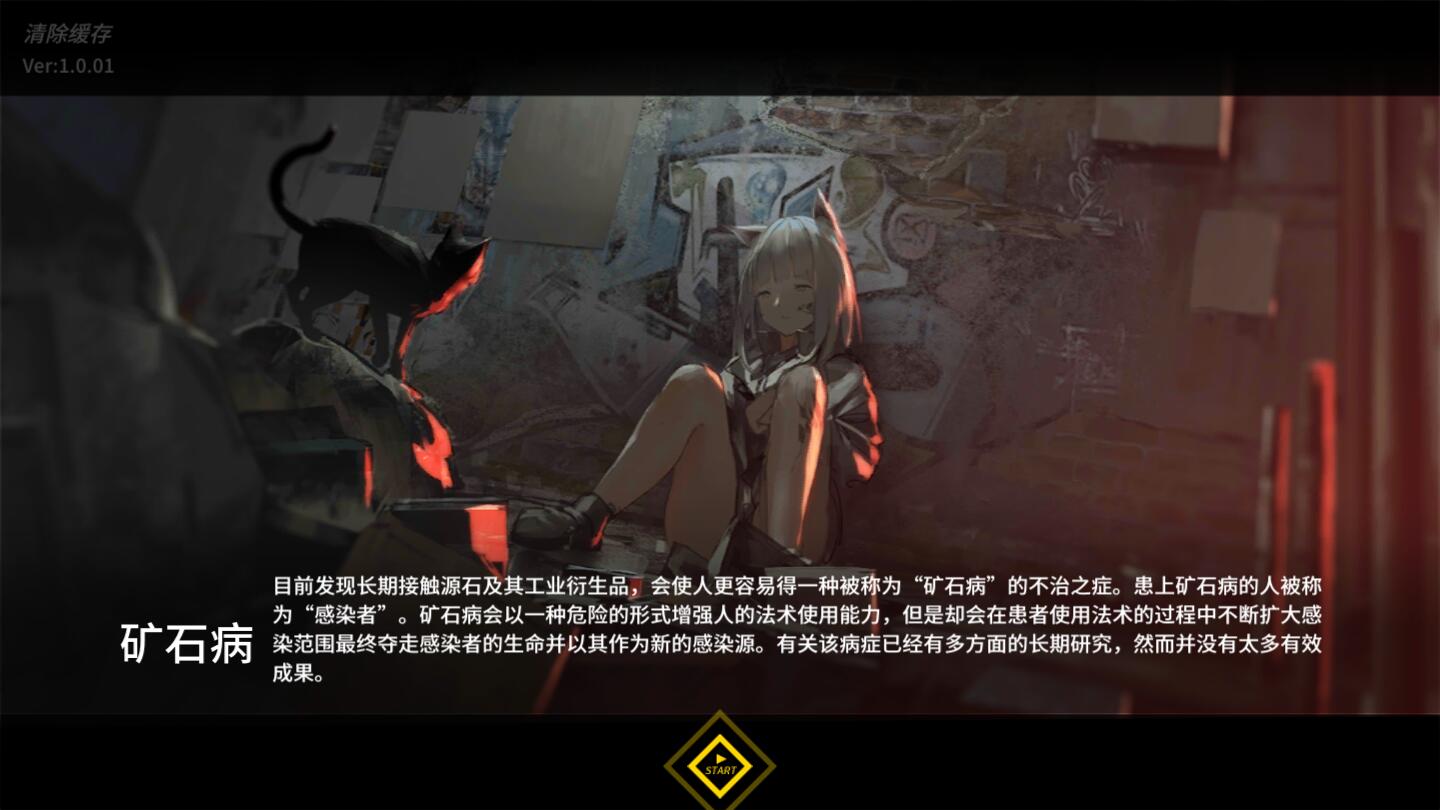 清除缓存
Ver:1.0.01
目前发现长期接触源石及其工业衍生品，会使人更容易得一种被称为“矿石病”的不治之症。患上矿石病的人被称
为“感染者”。矿石病会以一种危险的形式增强人的法术使用能力，但是却会在患者使用法术的过程中不断扩大感
染范围最终夺走感染者的生命并以其作为新的感染源。有关该病症已经有多方面的长期研究，然而并没有太多有效
成果。
矿石病
START